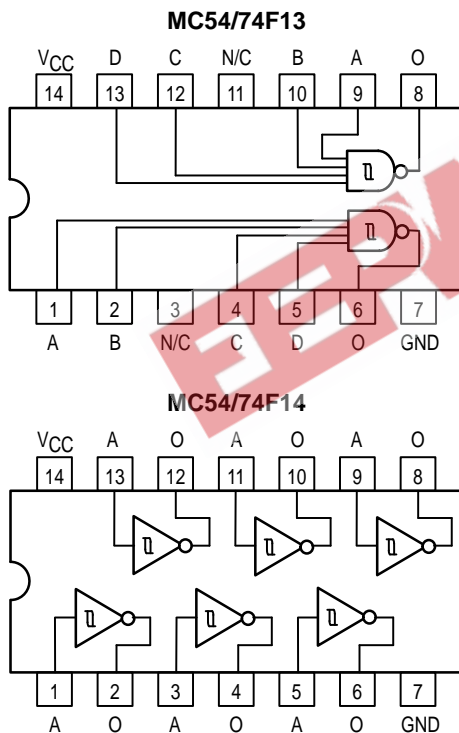 MC54/74F13
VCC D C N/C B A O
14 13 12 11 10 9 8
1 2 3 4 5 6 7
A B N/C C D O GND
MC54/74F14
VCC A O A O A O
14 13 12 11 10 9 8
1 2 3 4 5 6 7
A O A O A O GND